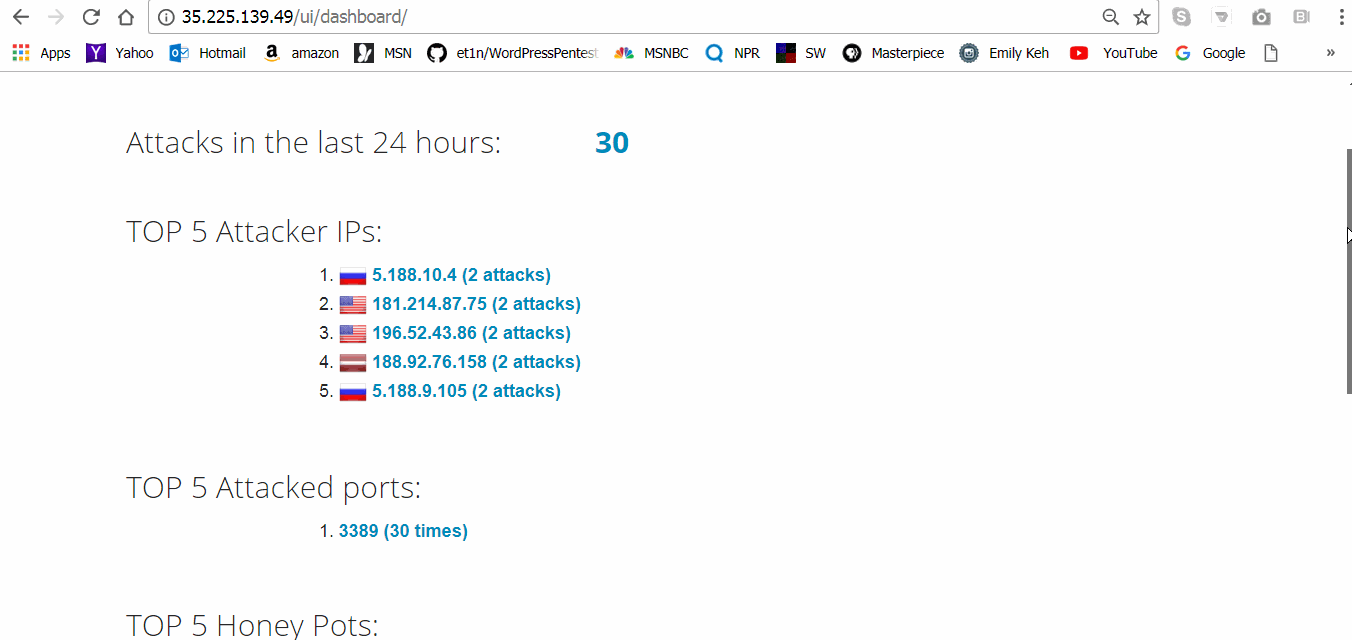 35.225.139.49/ui/dashboard/
Apps Yahoo Hotmail amazon MSN et1n/WordPressPentest MSNBC NPR SW Masterpiece Emily Keh YouTube Google »
Attacks in the last 24 hours: 30
TOP 5 Attacker IPs:
1. 5.188.10.4 (2 attacks)
2. 181.214.87.75 (2 attacks)
3. 196.52.43.86 (2 attacks)
4. 188.92.76.158 (2 attacks)
5. 5.188.9.105 (2 attacks)
TOP 5 Attacked ports:
1. 3389 (30 times)
TOP 5 Honey Pots: